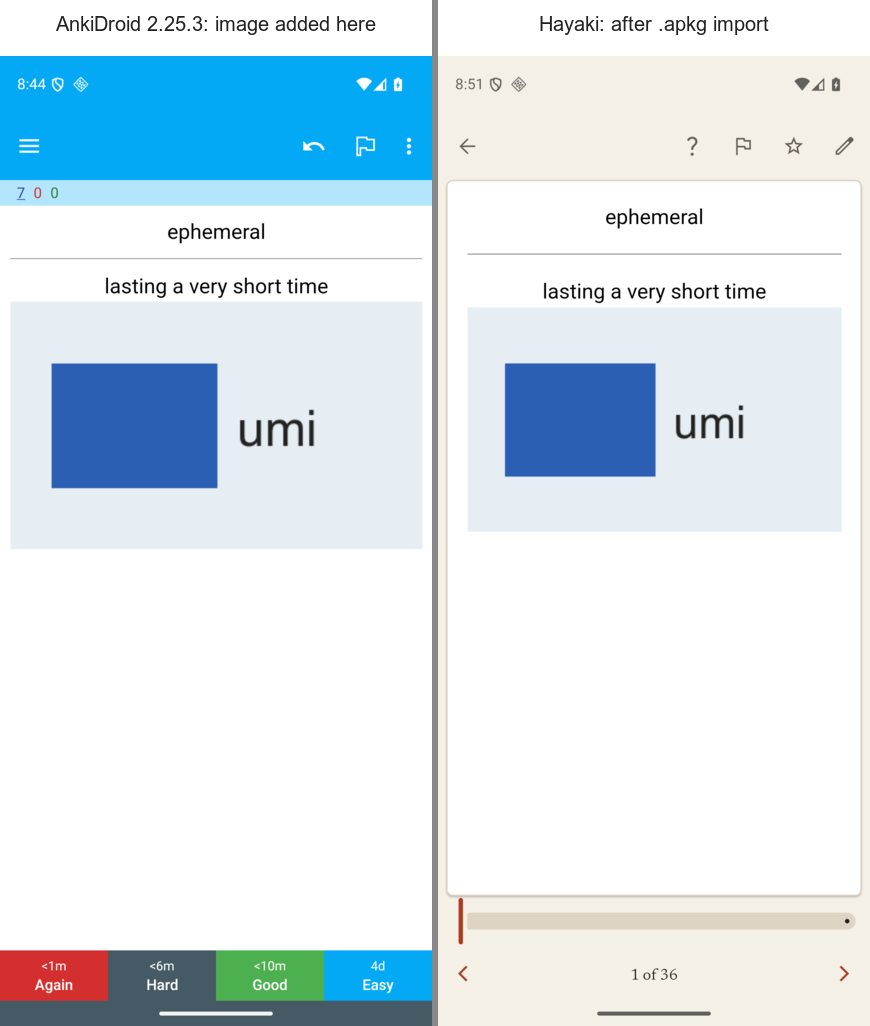 AnkiDroid 2.25.3: image added here
8:44
7 0 0
ephemeral
lasting a very short time
umi
<1m
Again
<6m
Hard
<10m
Good
4d
Easy
Hayaki: after .apkg import
8:51
?
ephemeral
lasting a very short time
umi
1 of 36